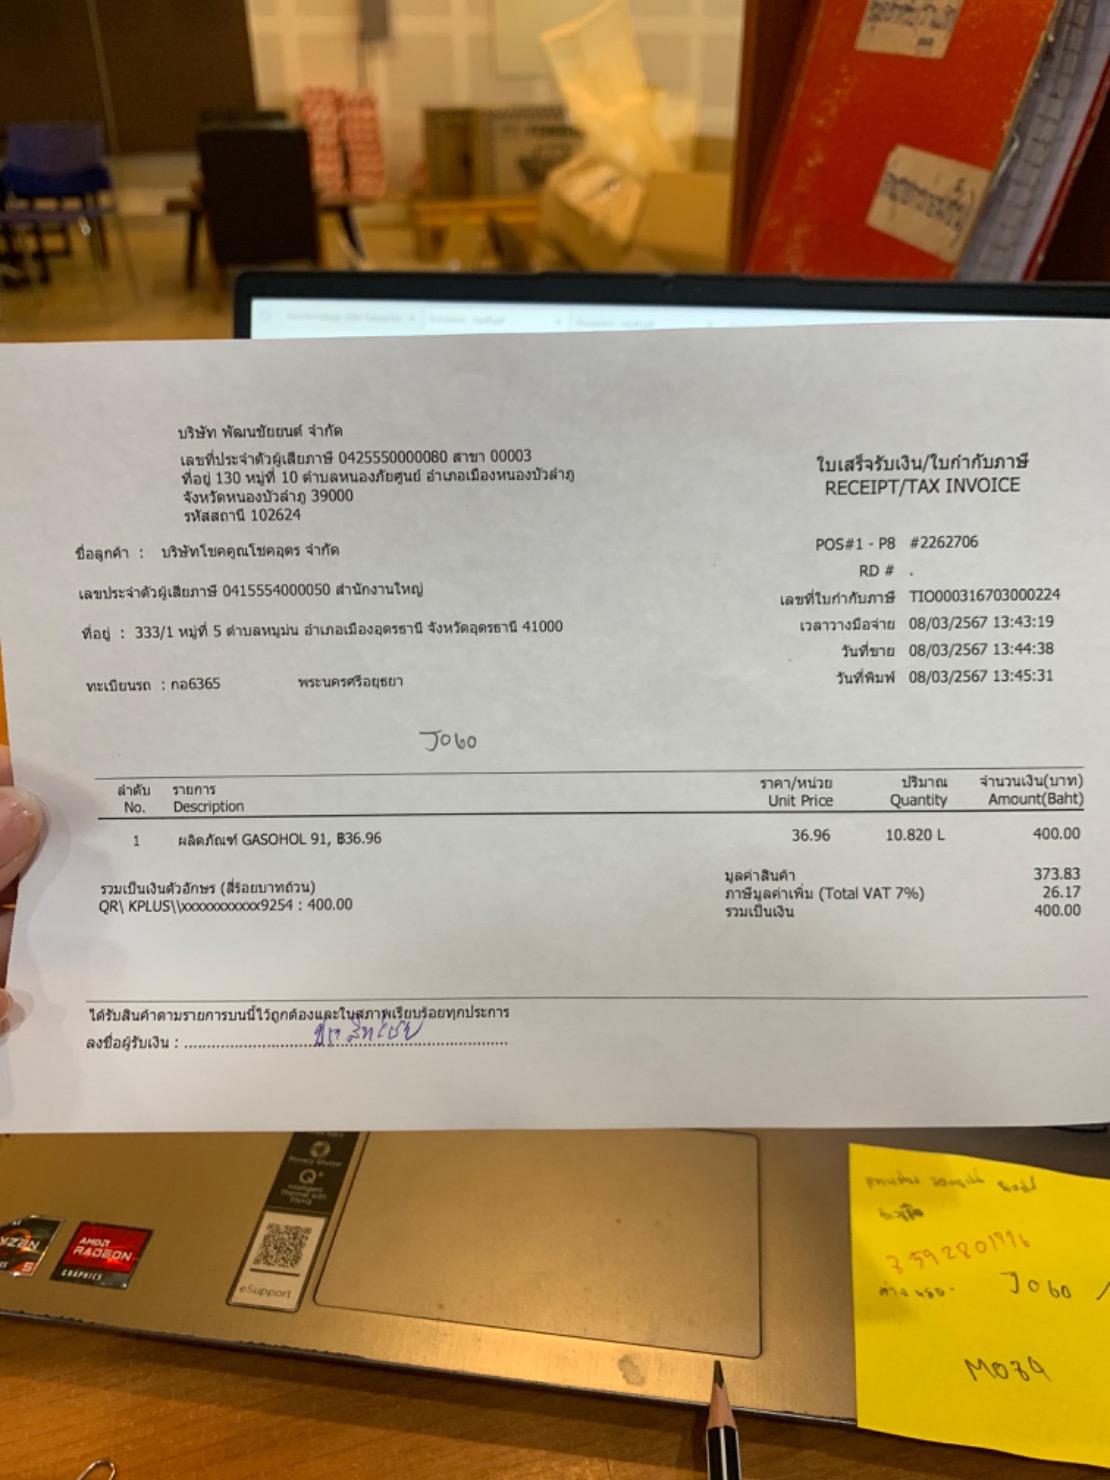 บริษัท พัฒนชัยยนต์ จำกัด
เลขที่ประจำตัวผู้เสียภาษี 0425550000080 สาขา 00003
ที่อยู่ 130 หมู่ที่ 10 ตำบลหนองภัยศูนย์ อำเภอเมืองหนองบัวลำภู
จังหวัดหนองบัวลำภู 39000
รหัสสถานี 102624
ใบเสร็จรับเงิน/ใบกำกับภาษี
RECEIPT/TAX INVOICE
ชื่อลูกค้า : บริษัทโชคคูณโชคอุดร จำกัด
เลขประจำตัวผู้เสียภาษี 0415554000050 สำนักงานใหญ่
ที่อยู่ : 333/1 หมู่ที่ 5 ตำบลหมูม่น อำเภอเมืองอุดรธานี จังหวัดอุดรธานี 41000
ทะเบียนรถ : กอ6365 พระนครศรีอยุธยา
POS#1 - P8 #2262706
RD # .
เลขที่ใบกำกับภาษี TIO000316703000224
เวลาวางมือจ่าย 08/03/2567 13:43:19
วันที่ขาย 08/03/2567 13:44:38
วันที่พิมพ์ 08/03/2567 13:45:31
J060
ลำดับ รายการ ราคา/หน่วย ปริมาณ จำนวนเงิน(บาท)
No. Description Unit Price Quantity Amount(Baht)
1 ผลิตภัณฑ์ GASOHOL 91, ฿36.96 36.96 10.820 L 400.00
มูลค่าสินค้า 373.83
รวมเป็นเงินตัวอักษร (สี่ร้อยบาทถ้วน)
ภาษีมูลค่าเพิ่ม (Total VAT 7%) 26.17
QR\ KPLUS\\xxxxxxxxxxx9254 : 400.00
รวมเป็นเงิน 400.00
ได้รับสินค้าตามรายการบนนี้ไว้ถูกต้องและในสภาพเรียบร้อยทุกประการ
ลงชื่อผู้รับเงิน :
Privacy Shutter
Q+
Intelligent
Thermal with
eSupport
5
AMD
RADEON
GRAPHICS
J060
M039